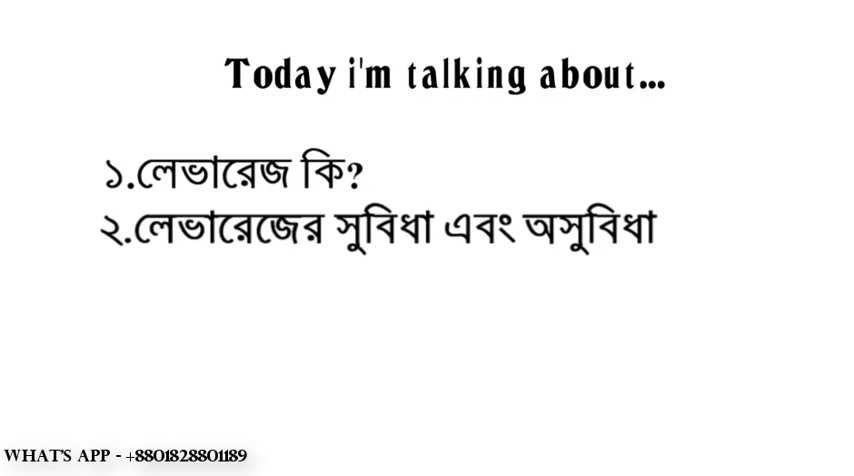 Today i'm talking about...
১.লেভারেজ কি?
২.লেভারেজের সুবিধা এবং অসুবিধা
WHAT'S APP - +8801828801189